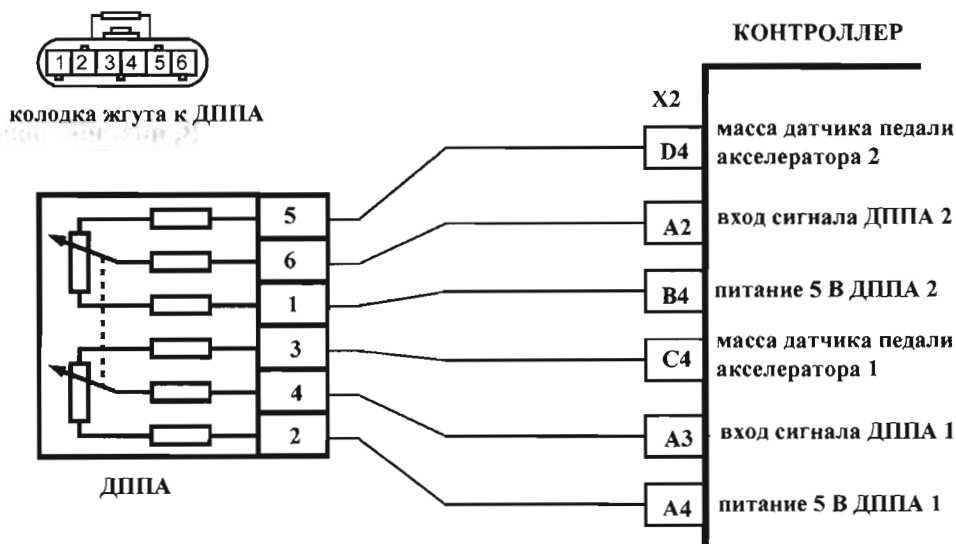 1 2 3 4 5 6
колодка жгута к ДППА
КОНТРОЛЛЕР
X2
D4
масса датчика педали
акселератора 2
A2
вход сигнала ДППА 2
B4
питание 5 В ДППА 2
C4
масса датчика педали
акселератора 1
A3
вход сигнала ДППА 1
A4
питание 5 В ДППА 1
5
6
1
3
4
2
ДППА